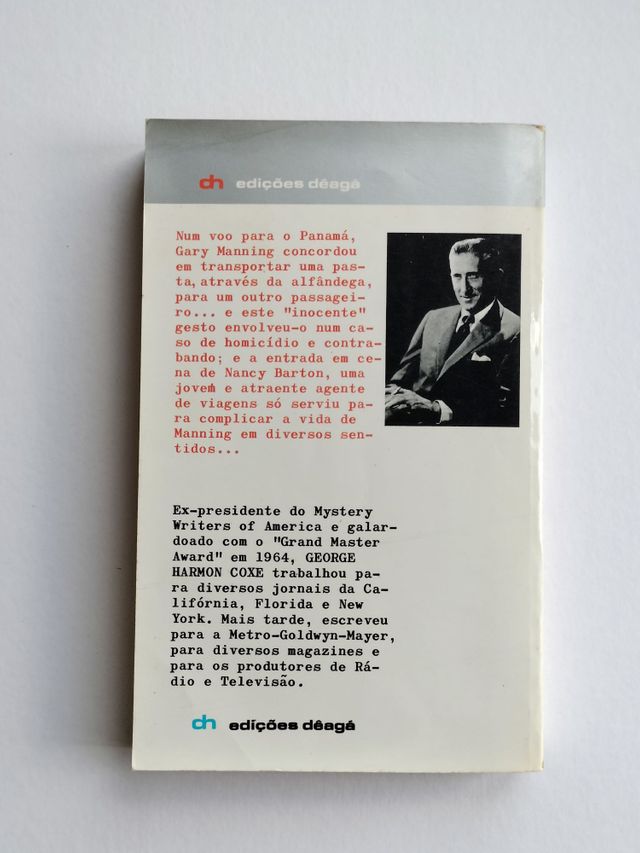 dh edições dêagá
Num voo para o Panamá,
Gary Manning concordou
em transportar uma pas-
ta, através da alfândega,
para um outro passagei-
ro... e este "inocente"
gesto envolveu-o num ca-
so de homicídio e contra-
bando; e a entrada em ce-
na de Nancy Barton, uma
jovem e atraente agente
de viagens só serviu pa-
ra complicar a vida de
Manning em diversos sen-
tidos...
Ex-presidente do Mystery
Writers of America e galar-
doado com o "Grand Master
Award" em 1964, GEORGE
HARMON COXE trabalhou pa-
ra diversos jornais da Ca-
lifórnia, Florida e New
York. Mais tarde, escreveu
para a Metro-Goldwyn-Mayer,
para diversos magazines e
para os produtores de Rá-
dio e Televisão.
dh edições dêagá